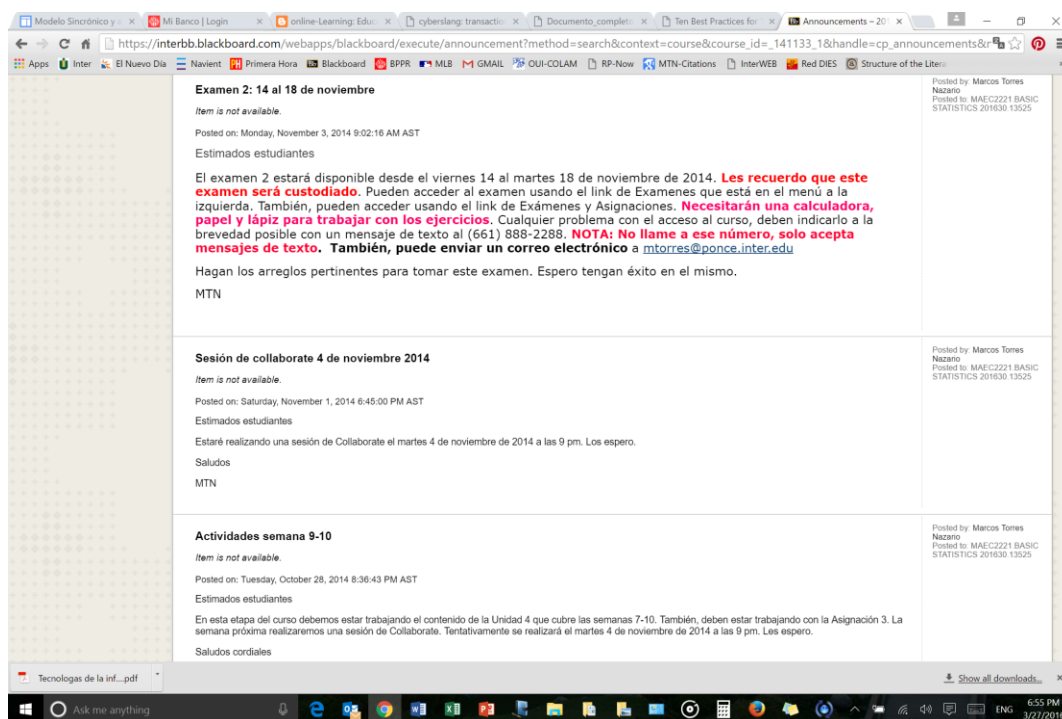 Modelo Sincrónico y a
Mi Banco | Login
online-Learning: Educ
cyberslang: transactio
Documento_completo
Ten Best Practices for
Announcements – 201
https://interbb.blackboard.com/webapps/blackboard/execute/announcement?method=search&context=course&course_id=_141133_1&handle=cp_announcements&r
Apps Inter El Nuevo Dia Navient Primera Hora Blackboard BPPR MLB M GMAIL OUI-COLAM RP-Now MTN-Citations InterWEB Red DIES Structure of the Litera
Examen 2: 14 al 18 de noviembre
Item is not available.
Posted on: Monday, November 3, 2014 9:02:16 AM AST
Posted by: Marcos Torres
Nazario
Posted to: MAEC2221 BASIC
STATISTICS 201630.13525
Estimados estudiantes
El examen 2 estará disponible desde el viernes 14 al martes 18 de noviembre de 2014. Les recuerdo que este
examen será custodiado. Pueden acceder al examen usando el link de Examenes que está en el menú a la
izquierda. También, pueden acceder usando el link de Exámenes y Asignaciones. Necesitarán una calculadora,
papel y lápiz para trabajar con los ejercicios. Cualquier problema con el acceso al curso, deben indicarlo a la
brevedad posible con un mensaje de texto al (661) 888-2288. NOTA: No llame a ese número, solo acepta
mensajes de texto. También, puede enviar un correo electrónico a mtorres@ponce.inter.edu
Hagan los arreglos pertinentes para tomar este examen. Espero tengan éxito en el mismo.
MTN
Sesión de collaborate 4 de noviembre 2014
Item is not available.
Posted on: Saturday, November 1, 2014 6:45:00 PM AST
Posted by: Marcos Torres
Nazario
Posted to: MAEC2221 BASIC
STATISTICS 201630.13525
Estimados estudiantes
Estaré realizando una sesión de Collaborate el martes 4 de noviembre de 2014 a las 9 pm. Los espero.
Saludos
MTN
Actividades semana 9-10
Item is not available.
Posted on: Tuesday, October 28, 2014 8:36:43 PM AST
Posted by: Marcos Torres
Nazario
Posted to: MAEC2221 BASIC
STATISTICS 201630.13525
Estimados estudiantes
En esta etapa del curso debemos estar trabajando el contenido de la Unidad 4 que cubre las semanas 7-10. También, deben estar trabajando con la Asignación 3. La
semana próxima realizaremos una sesión de Collaborate. Tentativamente se realizará el martes 4 de noviembre de 2014 a las 9 pm. Les espero.
Saludos cordiales
Tecnologas de la inf....pdf
Show all downloads...
Ask me anything
ENG
6:55 PM
3/27/201